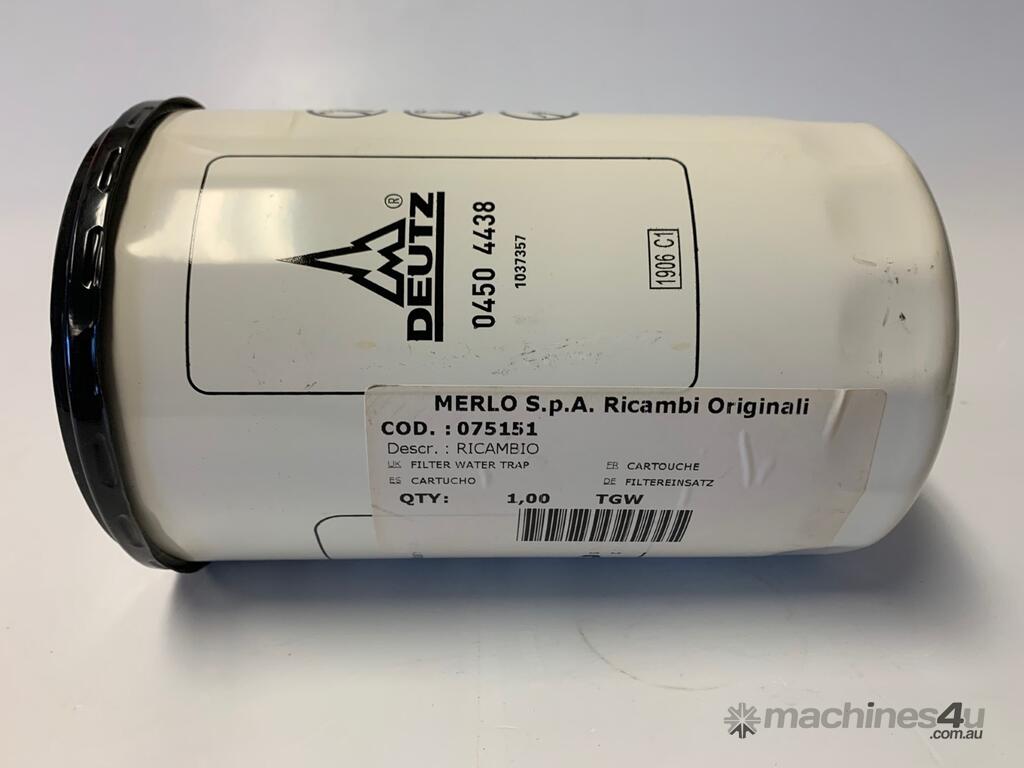 DEUTZ
®
0450 4438
1037357
1906 C1
MERLO S.p.A. Ricambi Originali
COD. : 075151
Descr. : RICAMBIO
UK FILTER WATER TRAP FR CARTOUCHE
ES CARTUCHO DE FILTEREINSATZ
QTY: 1,00 TGW
machines4u
.com.au